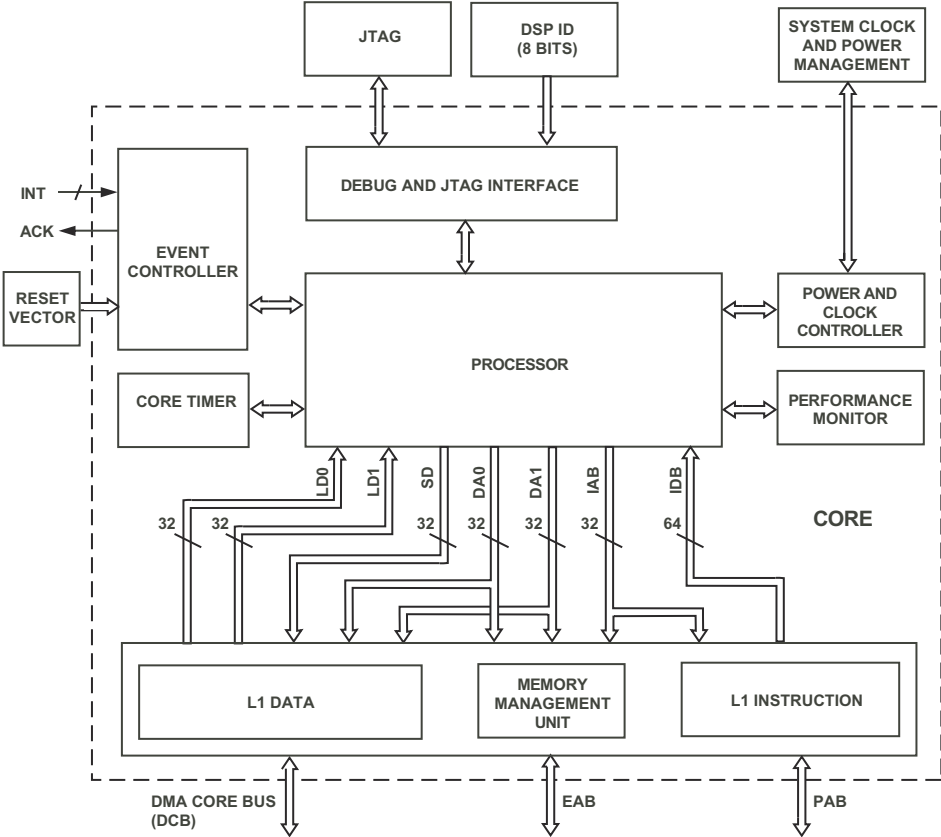 JTAG
DSP ID
(8 BITS)
SYSTEM CLOCK
AND POWER
MANAGEMENT
DEBUG AND JTAG INTERFACE
INT
ACK
EVENT
CONTROLLER
RESET
VECTOR
POWER AND
CLOCK
CONTROLLER
PROCESSOR
CORE TIMER
PERFORMANCE
MONITOR
LD0
LD1
SD
DA0
DA1
IAB
IDB
32
32
32
32
32
32
64
CORE
L1 DATA
MEMORY
MANAGEMENT
UNIT
L1 INSTRUCTION
DMA CORE BUS
(DCB)
EAB
PAB